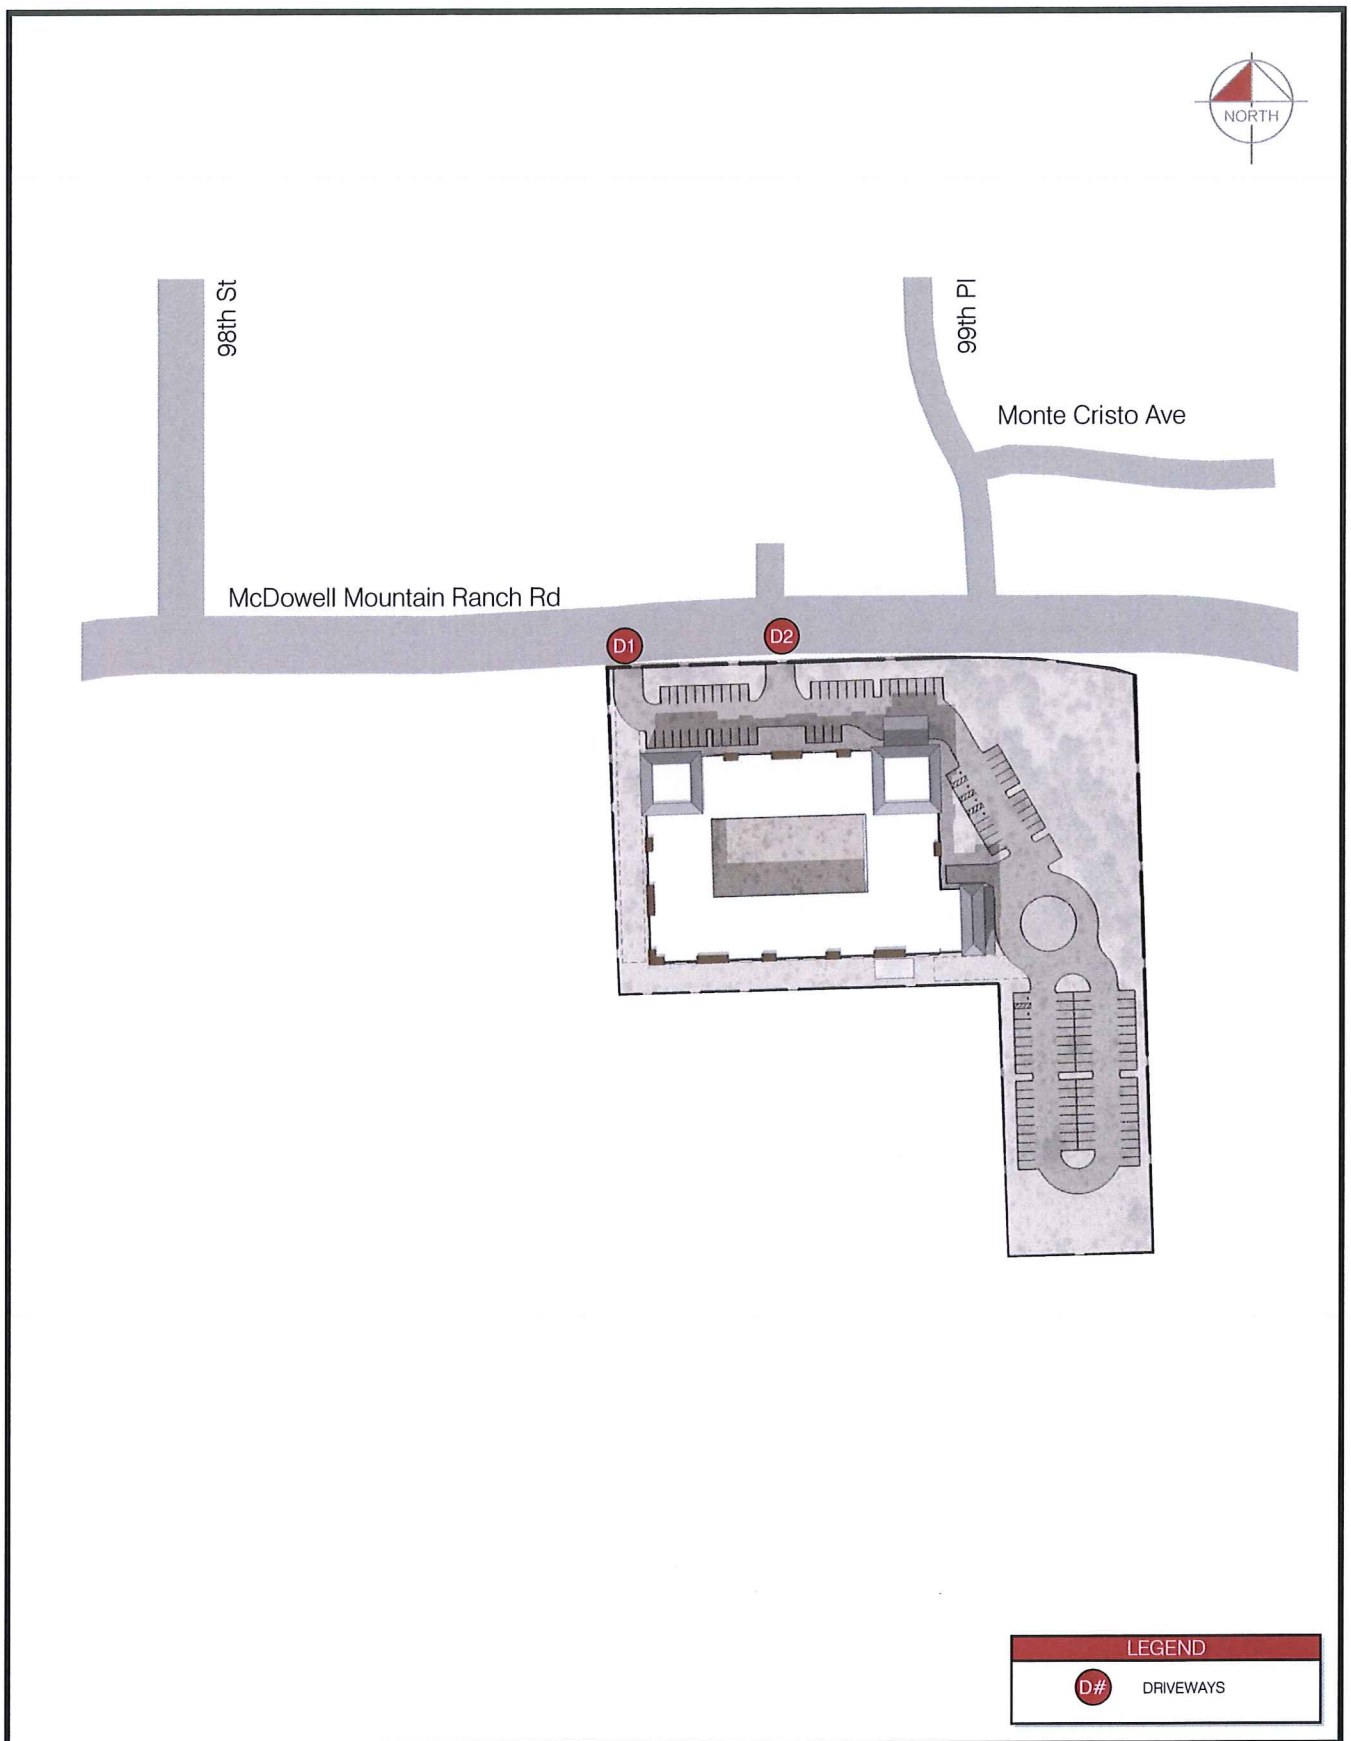 NORTH
98th St
99th Pl
Monte Cristo Ave
McDowell Mountain Ranch Rd
D1
D2
LEGEND
D# DRIVEWAYS